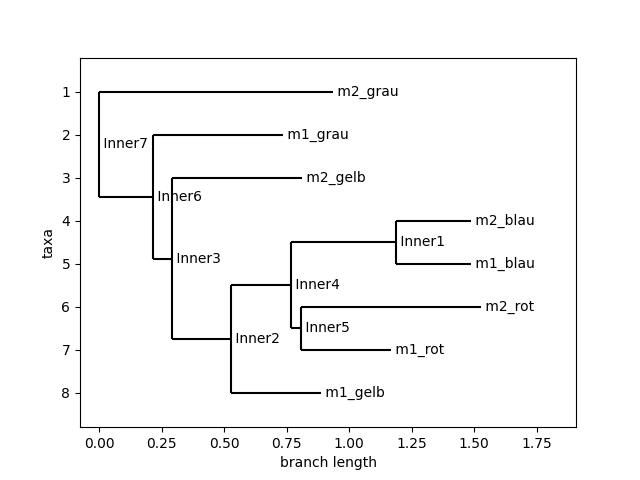 1
m2_grau
2
m1_grau
Inner7
3
m2_gelb
Inner6
4
m2_blau
Inner1
taxa
Inner3
5
m1_blau
Inner4
6
m2_rot
Inner5
Inner2
7
m1_rot
8
m1_gelb
0.00 0.25 0.50 0.75 1.00 1.25 1.50 1.75
branch length